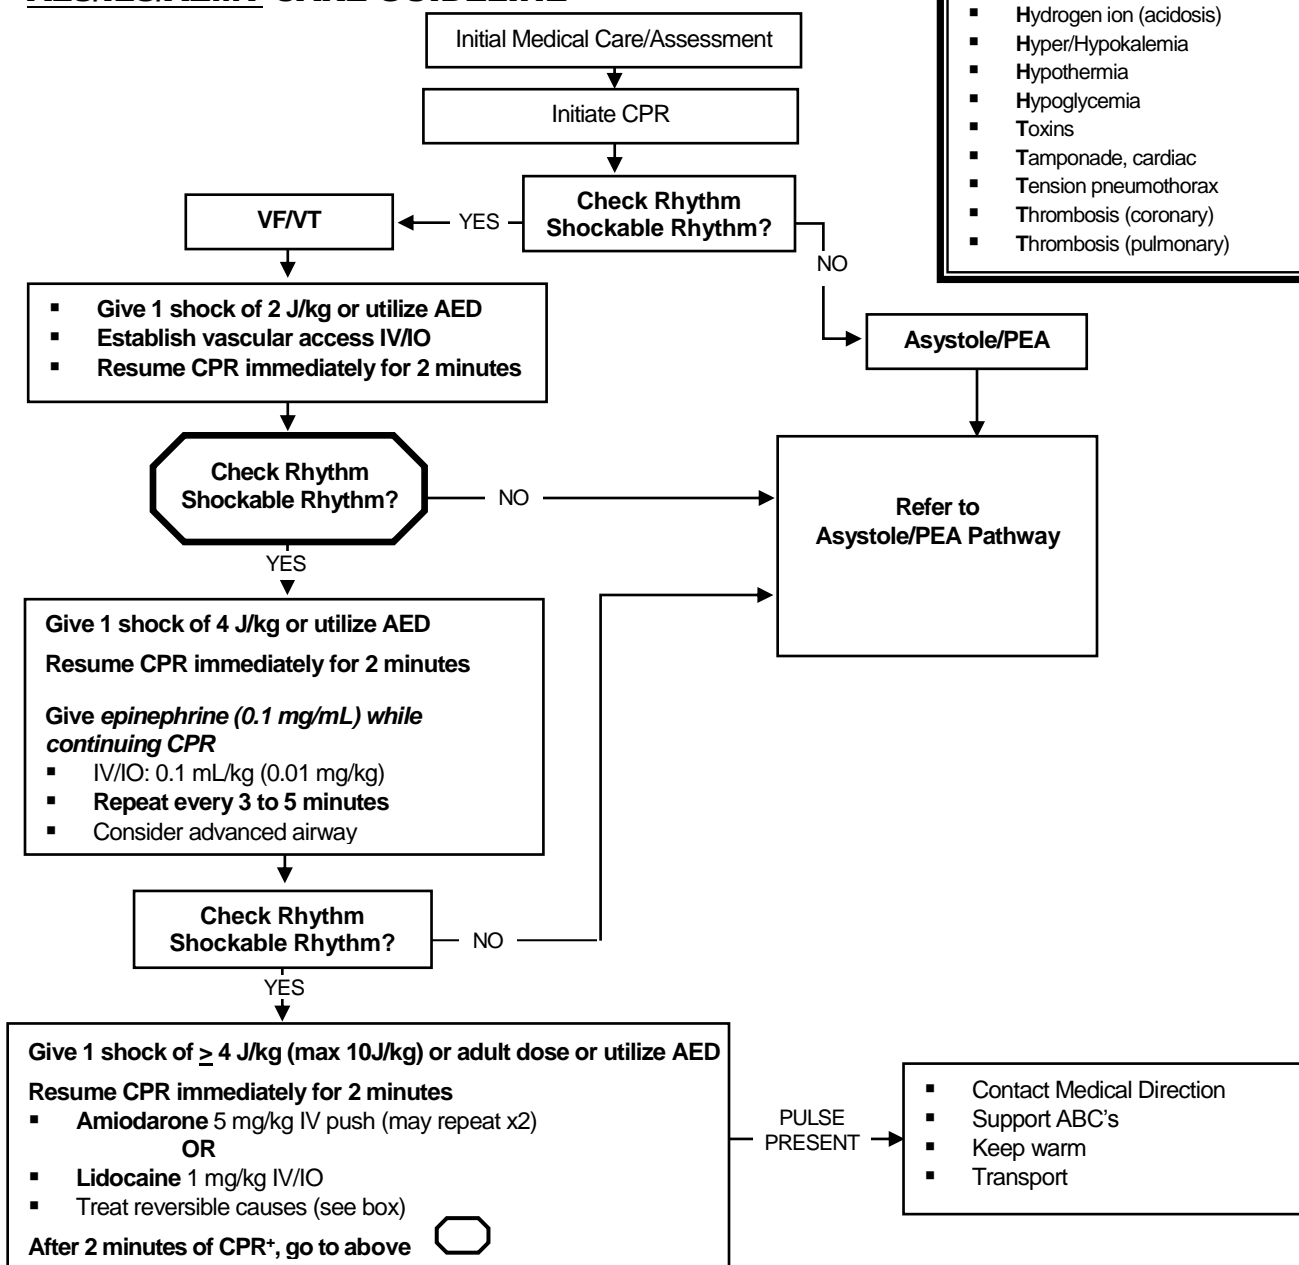 CARE GUIDELINE
Hydrogen ion (acidosis)
Hyper/Hypokalemia
Hypothermia
Hypoglycemia
Toxins
Tamponade, cardiac
Tension pneumothorax
Thrombosis (coronary)
Thrombosis (pulmonary)
Initial Medical Care/Assessment
Initiate CPR
Check Rhythm
Shockable Rhythm?
YES
VF/VT
NO
Give 1 shock of 2 J/kg or utilize AED
Establish vascular access IV/IO
Resume CPR immediately for 2 minutes
Asystole/PEA
Check Rhythm
Shockable Rhythm?
NO
Refer to
Asystole/PEA Pathway
YES
Give 1 shock of 4 J/kg or utilize AED
Resume CPR immediately for 2 minutes
Give epinephrine (0.1 mg/mL) while
continuing CPR
IV/IO: 0.1 mL/kg (0.01 mg/kg)
Repeat every 3 to 5 minutes
Consider advanced airway
Check Rhythm
Shockable Rhythm?
NO
YES
Give 1 shock of ≥ 4 J/kg (max 10J/kg) or adult dose or utilize AED
Resume CPR immediately for 2 minutes
Amiodarone 5 mg/kg IV push (may repeat x2)
OR
Lidocaine 1 mg/kg IV/IO
Treat reversible causes (see box)
After 2 minutes of CPR⁺, go to above
PULSE
PRESENT
Contact Medical Direction
Support ABC's
Keep warm
Transport